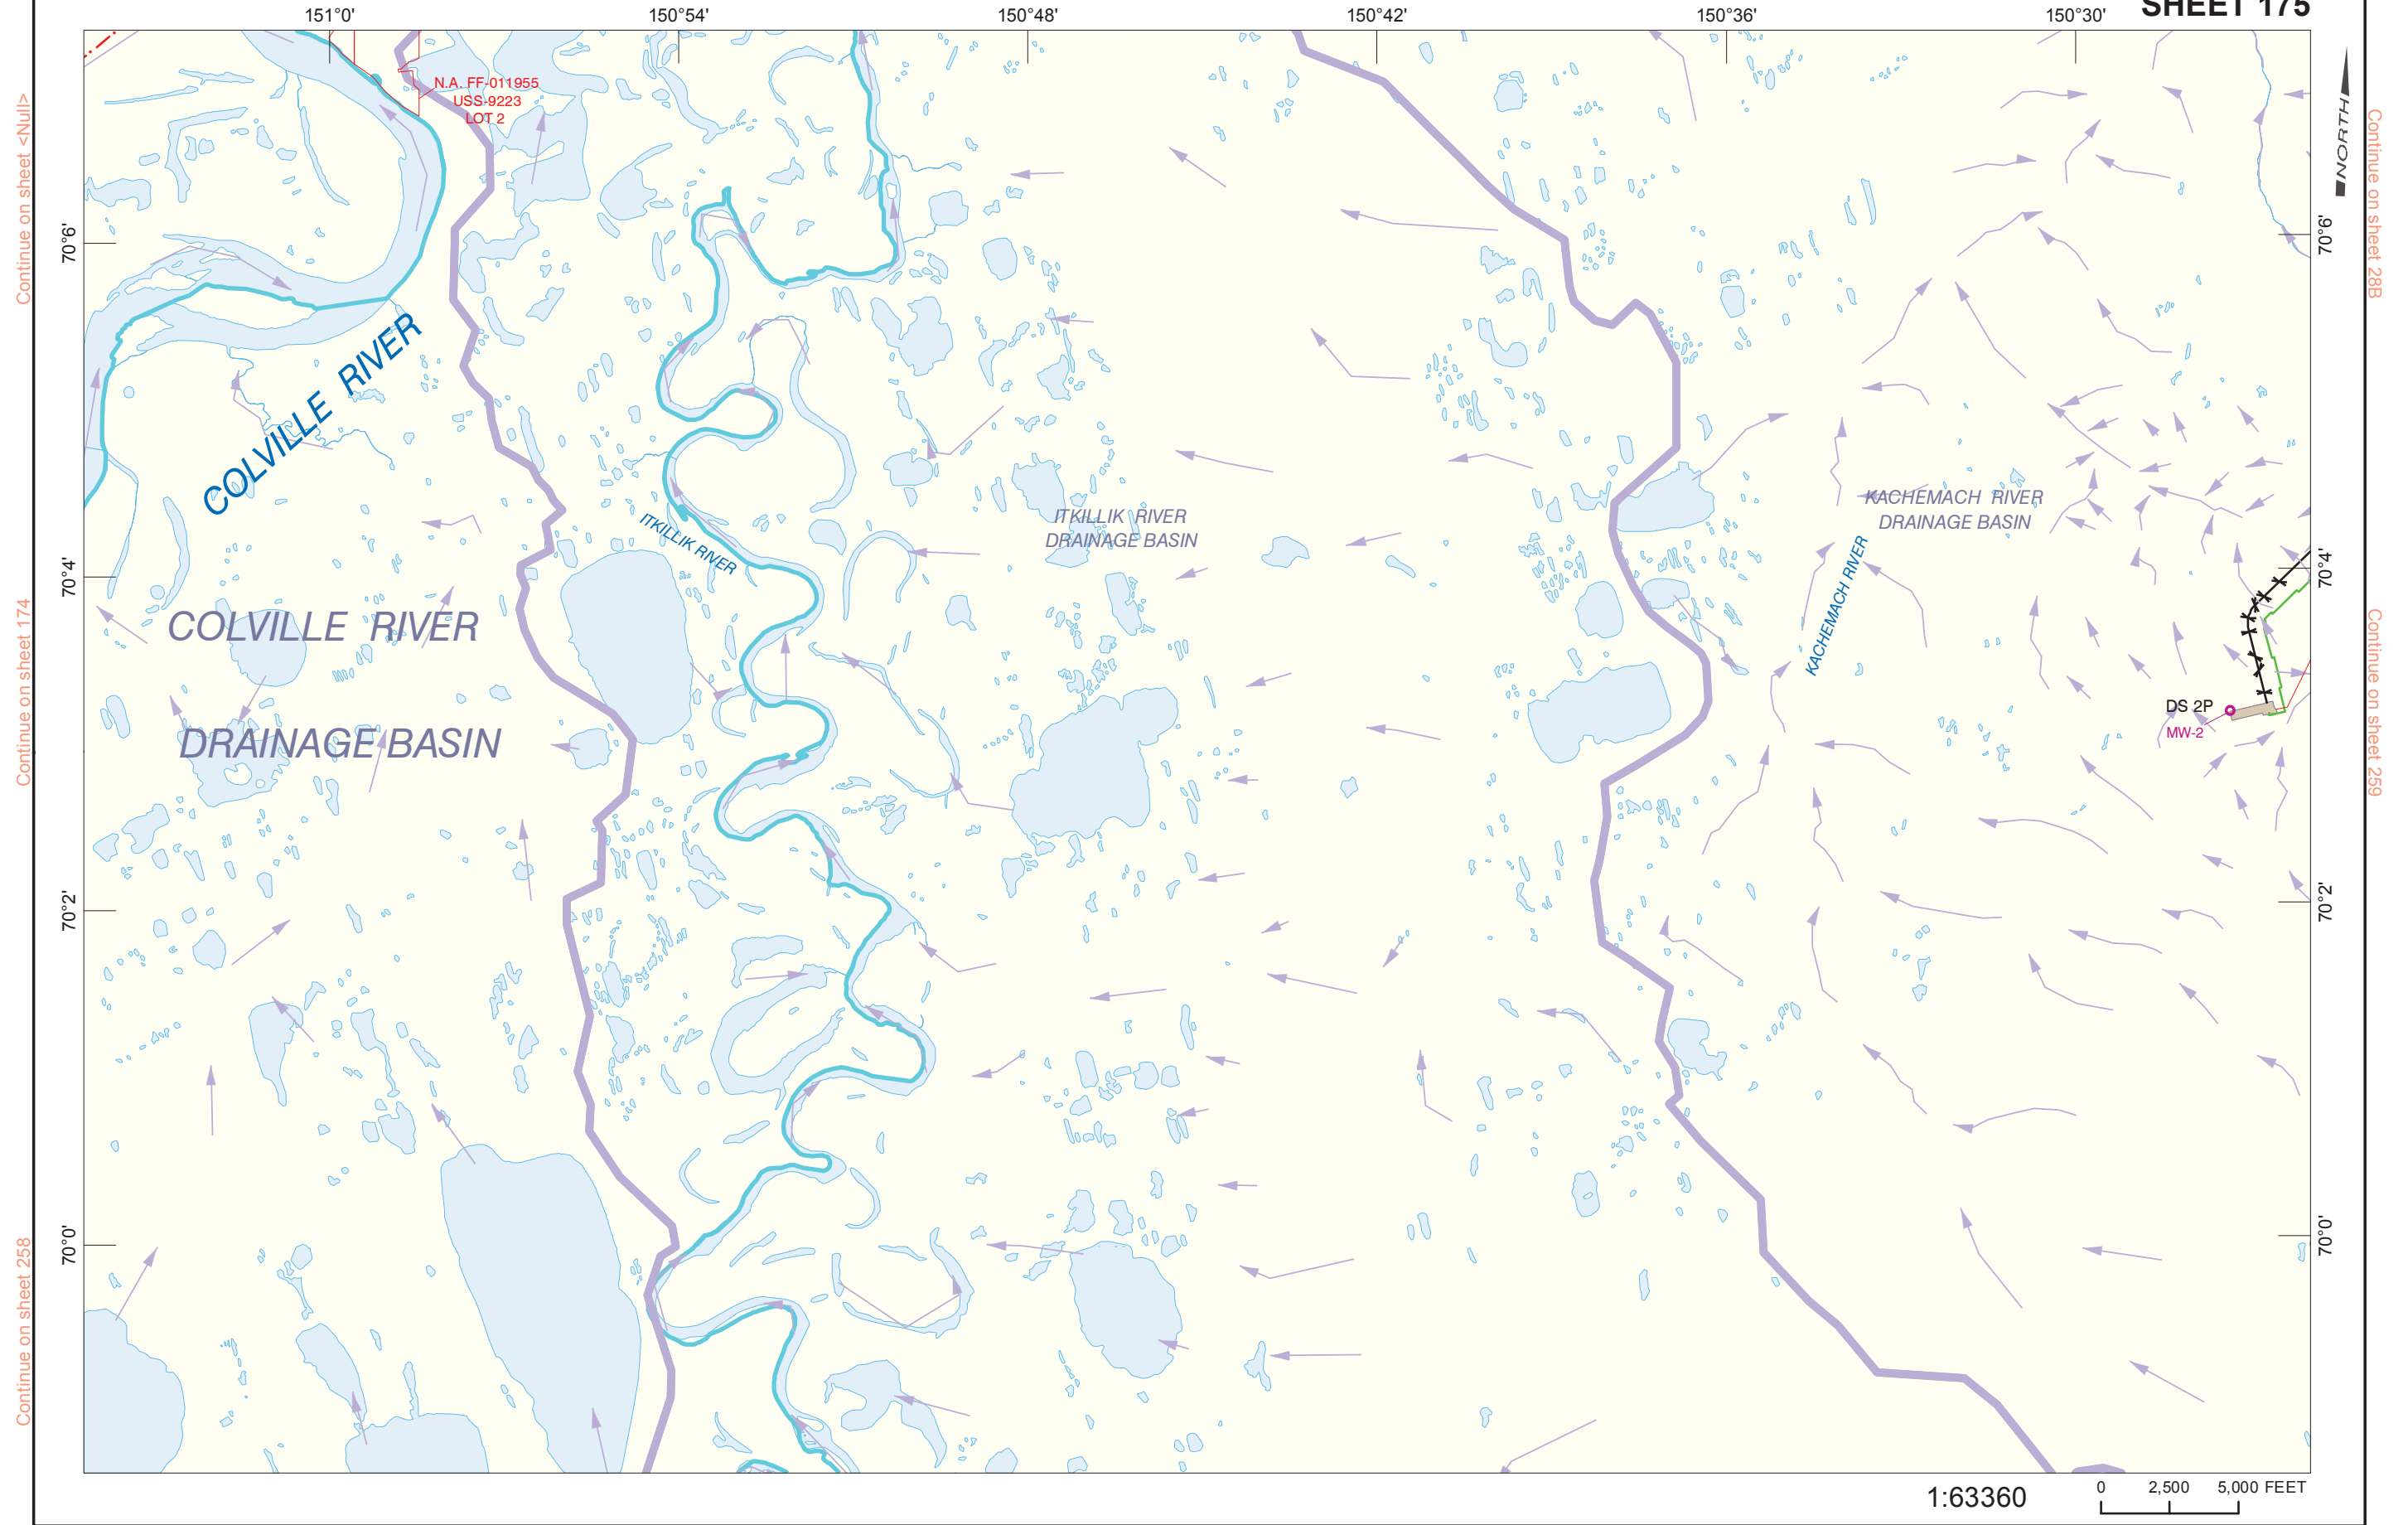 SHEET 175
151°0'
150°54'
150°48'
150°42'
150°36'
150°30'
NORTH
Continue on sheet <Null>
Continue on sheet 28B
N.A. FF-011955
USS-9223
LOT 2
70°6'
70°6'
COLVILLE RIVER
ITKILLIK RIVER
ITKILLIK RIVER
DRAINAGE BASIN
KACHEMACH RIVER
DRAINAGE BASIN
KACHEMACH RIVER
70°4'
70°4'
COLVILLE RIVER
DRAINAGE BASIN
Continue on sheet 174
Continue on sheet 259
DS 2P
MW-2
70°2'
70°2'
70°0'
70°0'
Continue on sheet 258
1:63360
0 2,500 5,000 FEET